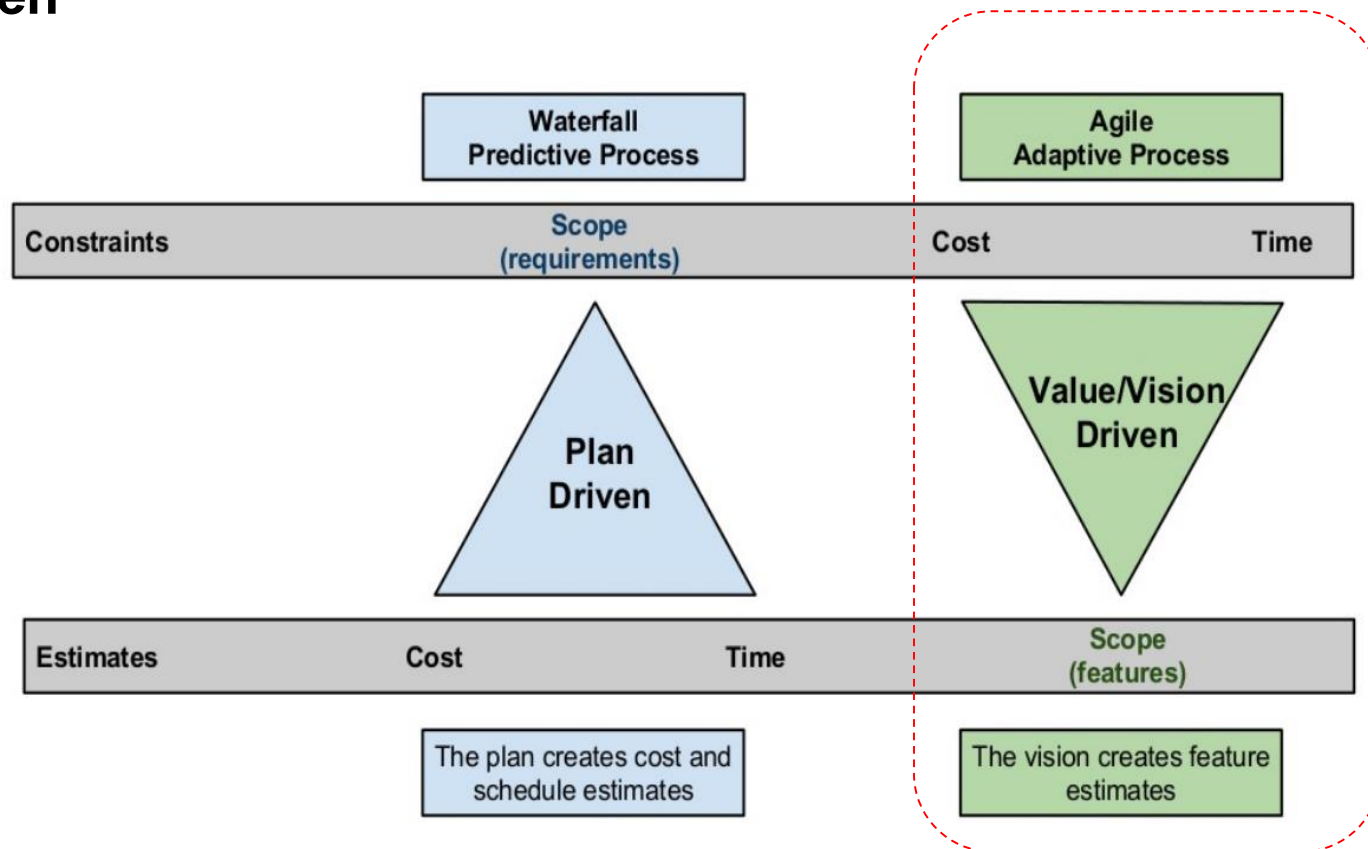 Waterfall
Predictive Process
Agile
Adaptive Process
Constraints
Scope
(requirements)
Cost
Time
Plan
Driven
Value/Vision
Driven
Estimates
Cost
Time
Scope
(features)
The plan creates cost and
schedule estimates
The vision creates feature
estimates